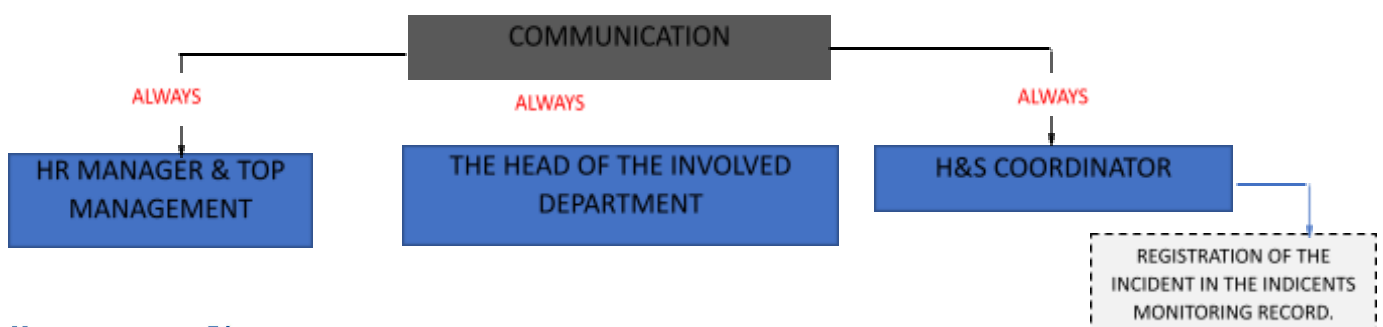 COMMUNICATION
ALWAYS
ALWAYS
ALWAYS
HR MANAGER & TOP
MANAGEMENT
THE HEAD OF THE INVOLVED
DEPARTMENT
H&S COORDINATOR
REGISTRATION OF THE
INCIDENT IN THE INDICENTS
MONITORING RECORD.